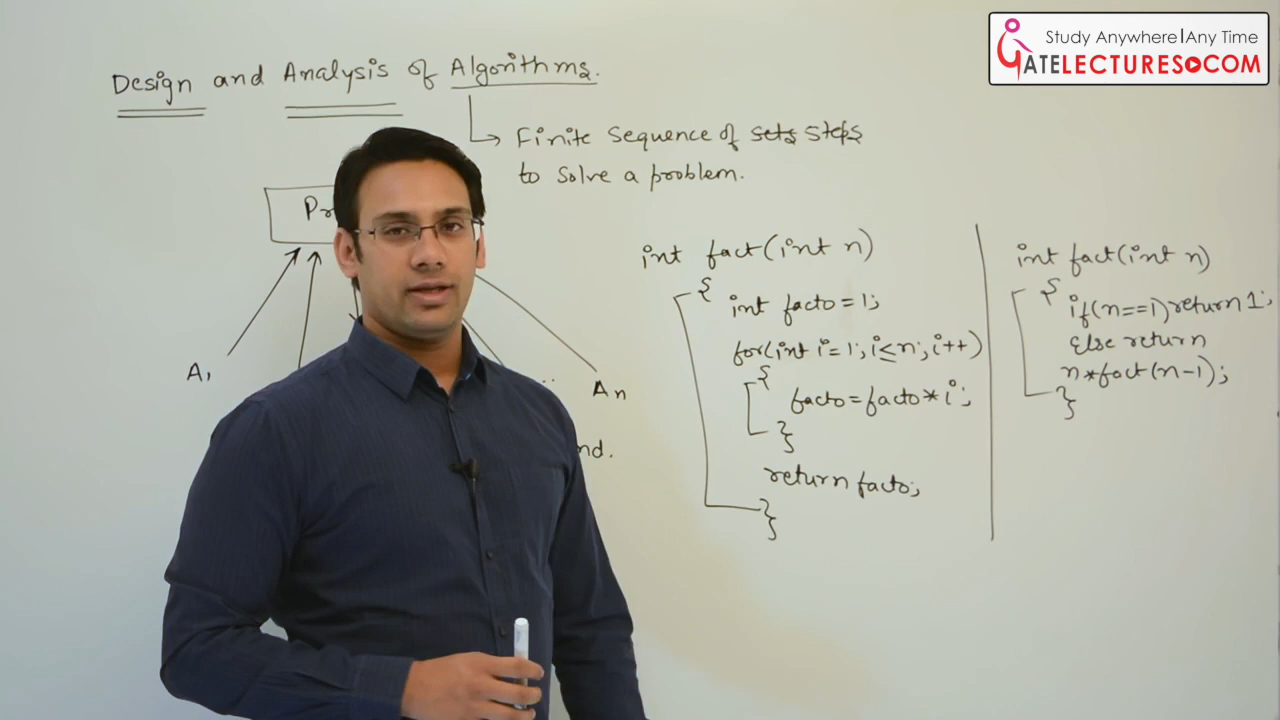 Study Anywhere|Any Time
GATELECTURES.COM
Design and Analysis of Algorithms.
Finite Sequence of sets steps
to solve a problem.
A1
An
int fact(int n)
{
int facto = 1;
for(int i = 1; i ≤ n; i++)
{
facto = facto * i;
}
return facto;
}
int fact(int n)
{
if(n==1) return 1;
Else return
n*fact(n-1);
}